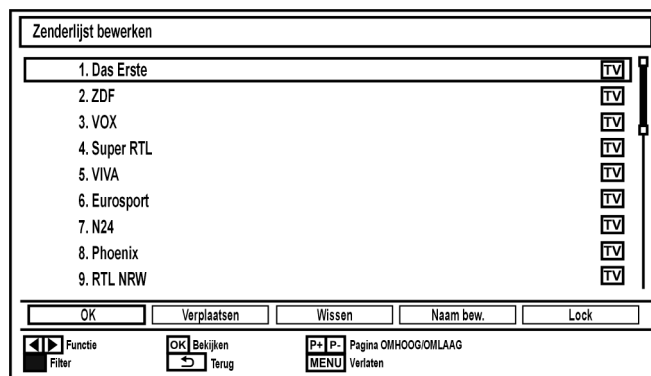 Zenderlijst bewerken
1. Das Erste TV
2. ZDF TV
3. VOX TV
4. Super RTL TV
5. VIVA TV
6. Eurosport TV
7. N24 TV
8. Phoenix TV
9. RTL NRW TV
OK Verplaatsen Wissen Naam bew. Lock
Functie OK Bekijken P+ P- Pagina OMHOOG/OMLAAG
Filter Terug MENU Verlaten